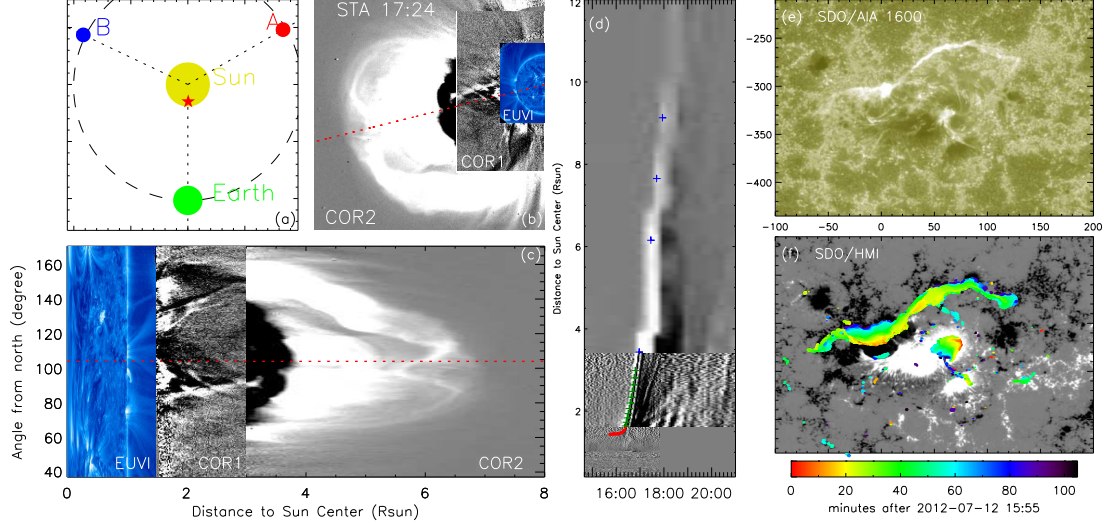 B
A
Sun
Earth
(a)
STA 17:24
EUVI
COR1
COR2
(b)
Angle from north (degree)
160
140
120
100
80
60
40
(c)
EUVI
COR1
COR2
0
2
4
6
8
Distance to Sun Center (Rsun)
(d)
Distance to Sun Center (Rsun)
12
10
8
6
4
2
16:00
18:00
20:00
(e)
SDO/AIA 1600
-250
-300
-350
-400
-100
-50
0
50
100
150
200
(f)
SDO/HMI
0
20
40
60
80
100
minutes after 2012-07-12 15:55